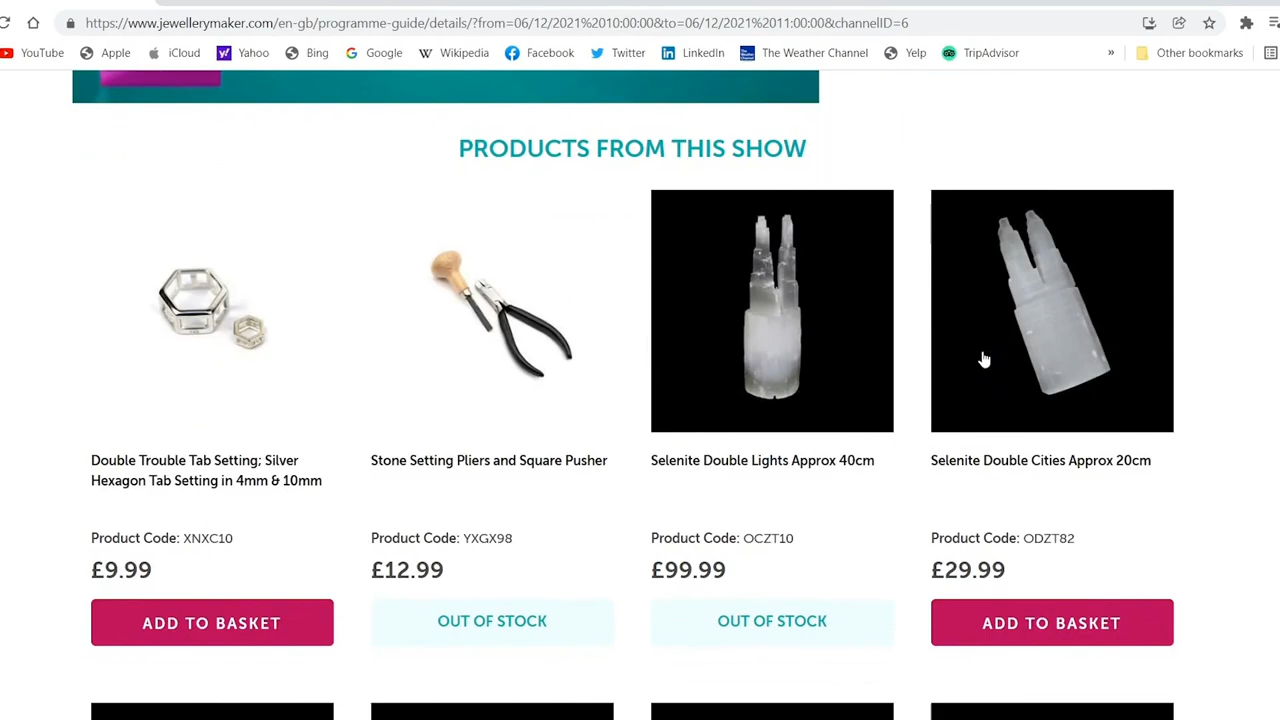 https://www.jewellerymaker.com/en-gb/programme-guide/details/?from=06/12/2021%2010:00:00&to=06/12/2021%2011:00:00&channelID=6
YouTube Apple iCloud Yahoo Bing Google Wikipedia Facebook Twitter LinkedIn The Weather Channel Yelp TripAdvisor » Other bookmarks
PRODUCTS FROM THIS SHOW
Double Trouble Tab Setting; Silver
Hexagon Tab Setting in 4mm & 10mm
Product Code: XNXC10
£9.99
ADD TO BASKET
Stone Setting Pliers and Square Pusher
Product Code: YXGX98
£12.99
OUT OF STOCK
Selenite Double Lights Approx 40cm
Product Code: OCZT10
£99.99
OUT OF STOCK
Selenite Double Cities Approx 20cm
Product Code: ODZT82
£29.99
ADD TO BASKET